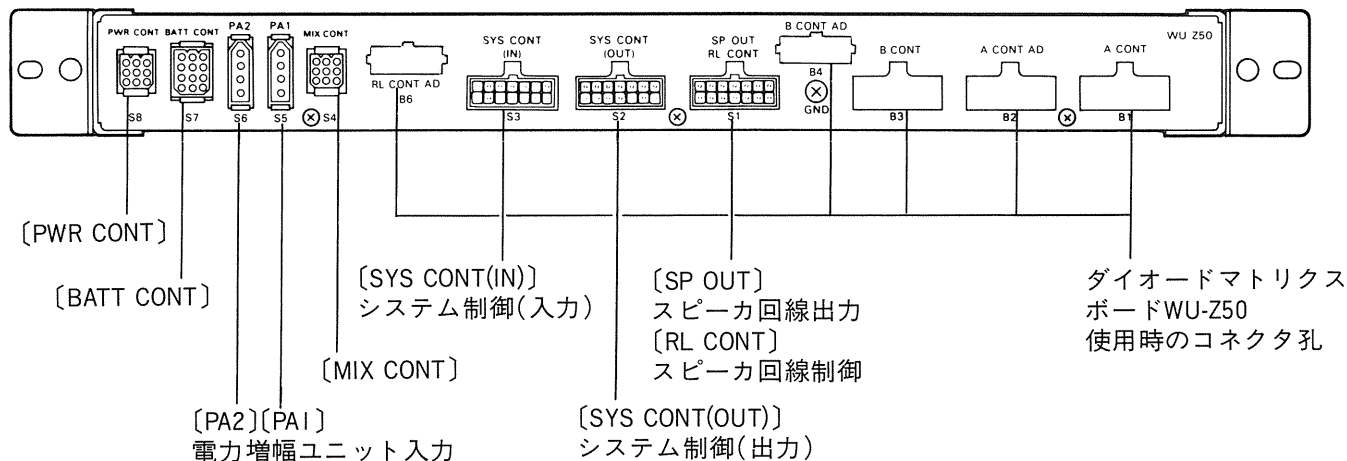 PWR CONT
BATT CONT
PA2
PA1
MIX CONT
SYS CONT
(IN)
SYS CONT
(OUT)
SP OUT
RL CONT
B CONT AD
B CONT
A CONT AD
A CONT
WU Z50
RL CONT AD
B6
B4
GND
S8
S7
S6
S5
S4
S3
S2
S1
B3
B2
B1
〔PWR CONT〕
〔BATT CONT〕
〔SYS CONT(IN)〕
システム制御(入力)
〔SP OUT〕
スピーカ回線出力
〔RL CONT〕
スピーカ回線制御
ダイオードマトリクス
ボードWU-Z50
使用時のコネクタ孔
〔MIX CONT〕
〔PA2〕〔PA1〕
電力増幅ユニット入力
〔SYS CONT(OUT)〕
システム制御(出力)